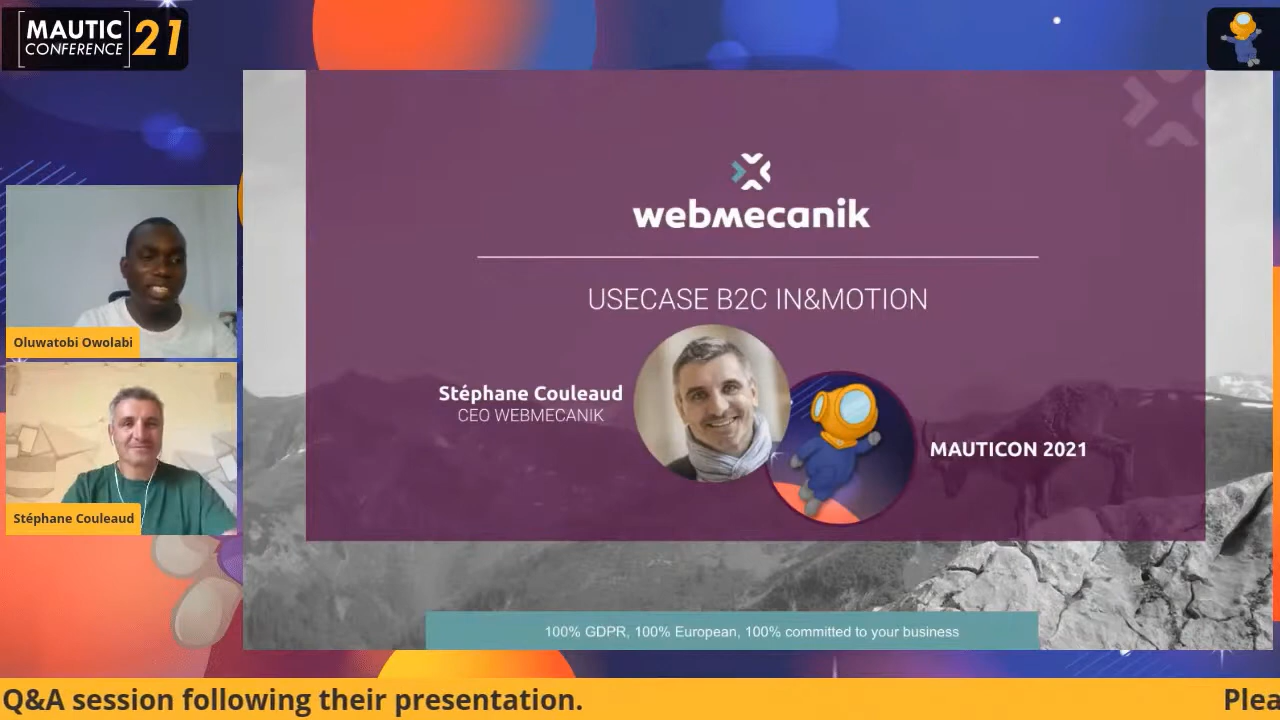 MAUTIC
CONFERENCE
21
webmecanik
USECASE B2C IN&MOTION
Stéphane Couleaud
CEO WEBMECANIK
MAUTICON 2021
Oluwatobi Owolabi
Stéphane Couleaud
100% GDPR, 100% European, 100% committed to your business
Q&A session following their presentation.
Plea